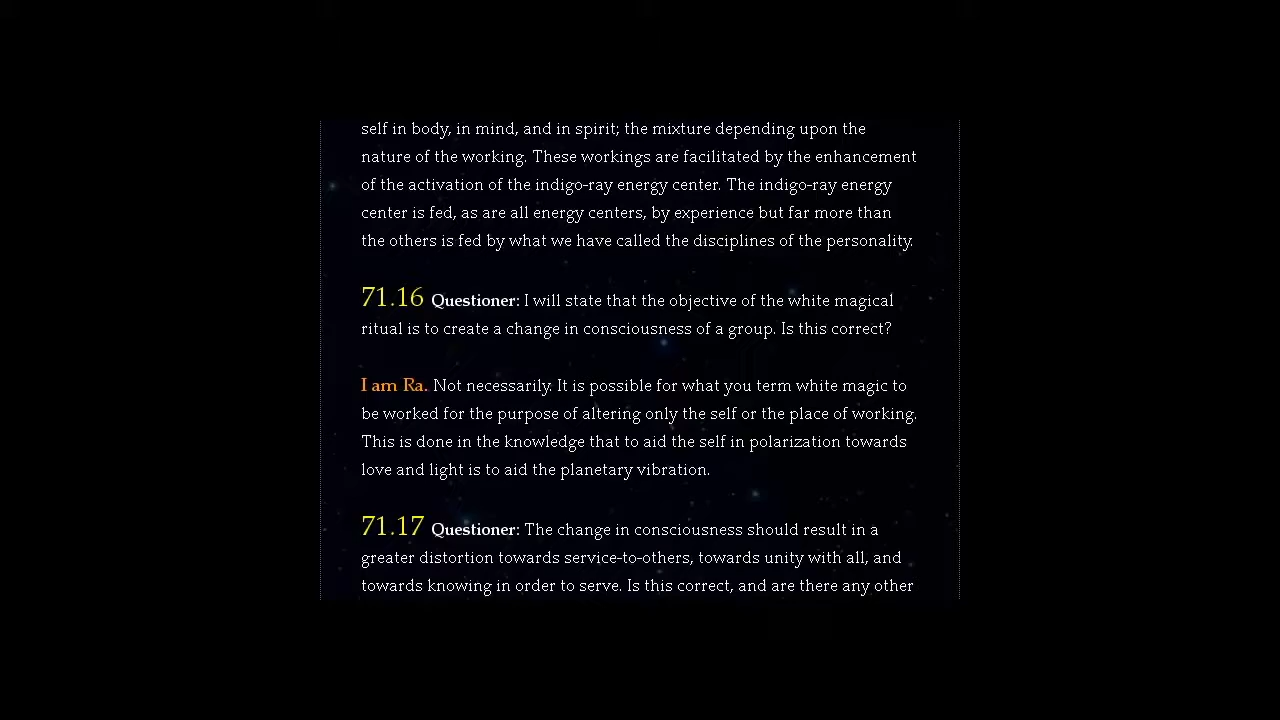 self in body, in mind, and in spirit; the mixture depending upon the
nature of the working. These workings are facilitated by the enhancement
of the activation of the indigo-ray energy center. The indigo-ray energy
center is fed, as are all energy centers, by experience but far more than
the others is fed by what we have called the disciplines of the personality.
71.16 Questioner: I will state that the objective of the white magical
ritual is to create a change in consciousness of a group. Is this correct?
I am Ra. Not necessarily. It is possible for what you term white magic to
be worked for the purpose of altering only the self or the place of working.
This is done in the knowledge that to aid the self in polarization towards
love and light is to aid the planetary vibration.
71.17 Questioner: The change in consciousness should result in a
greater distortion towards service-to-others, towards unity with all, and
towards knowing in order to serve. Is this correct, and are there any other